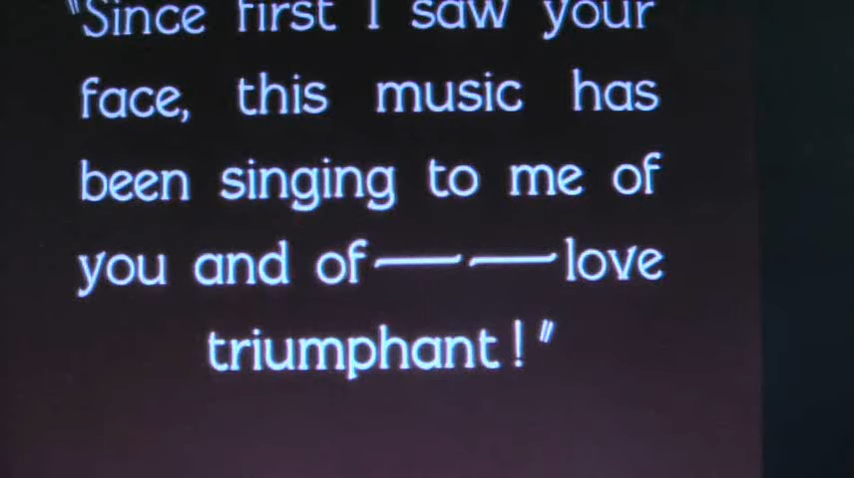 "Since first I saw your
face, this music has
been singing to me of
you and of — — love
triumphant!"